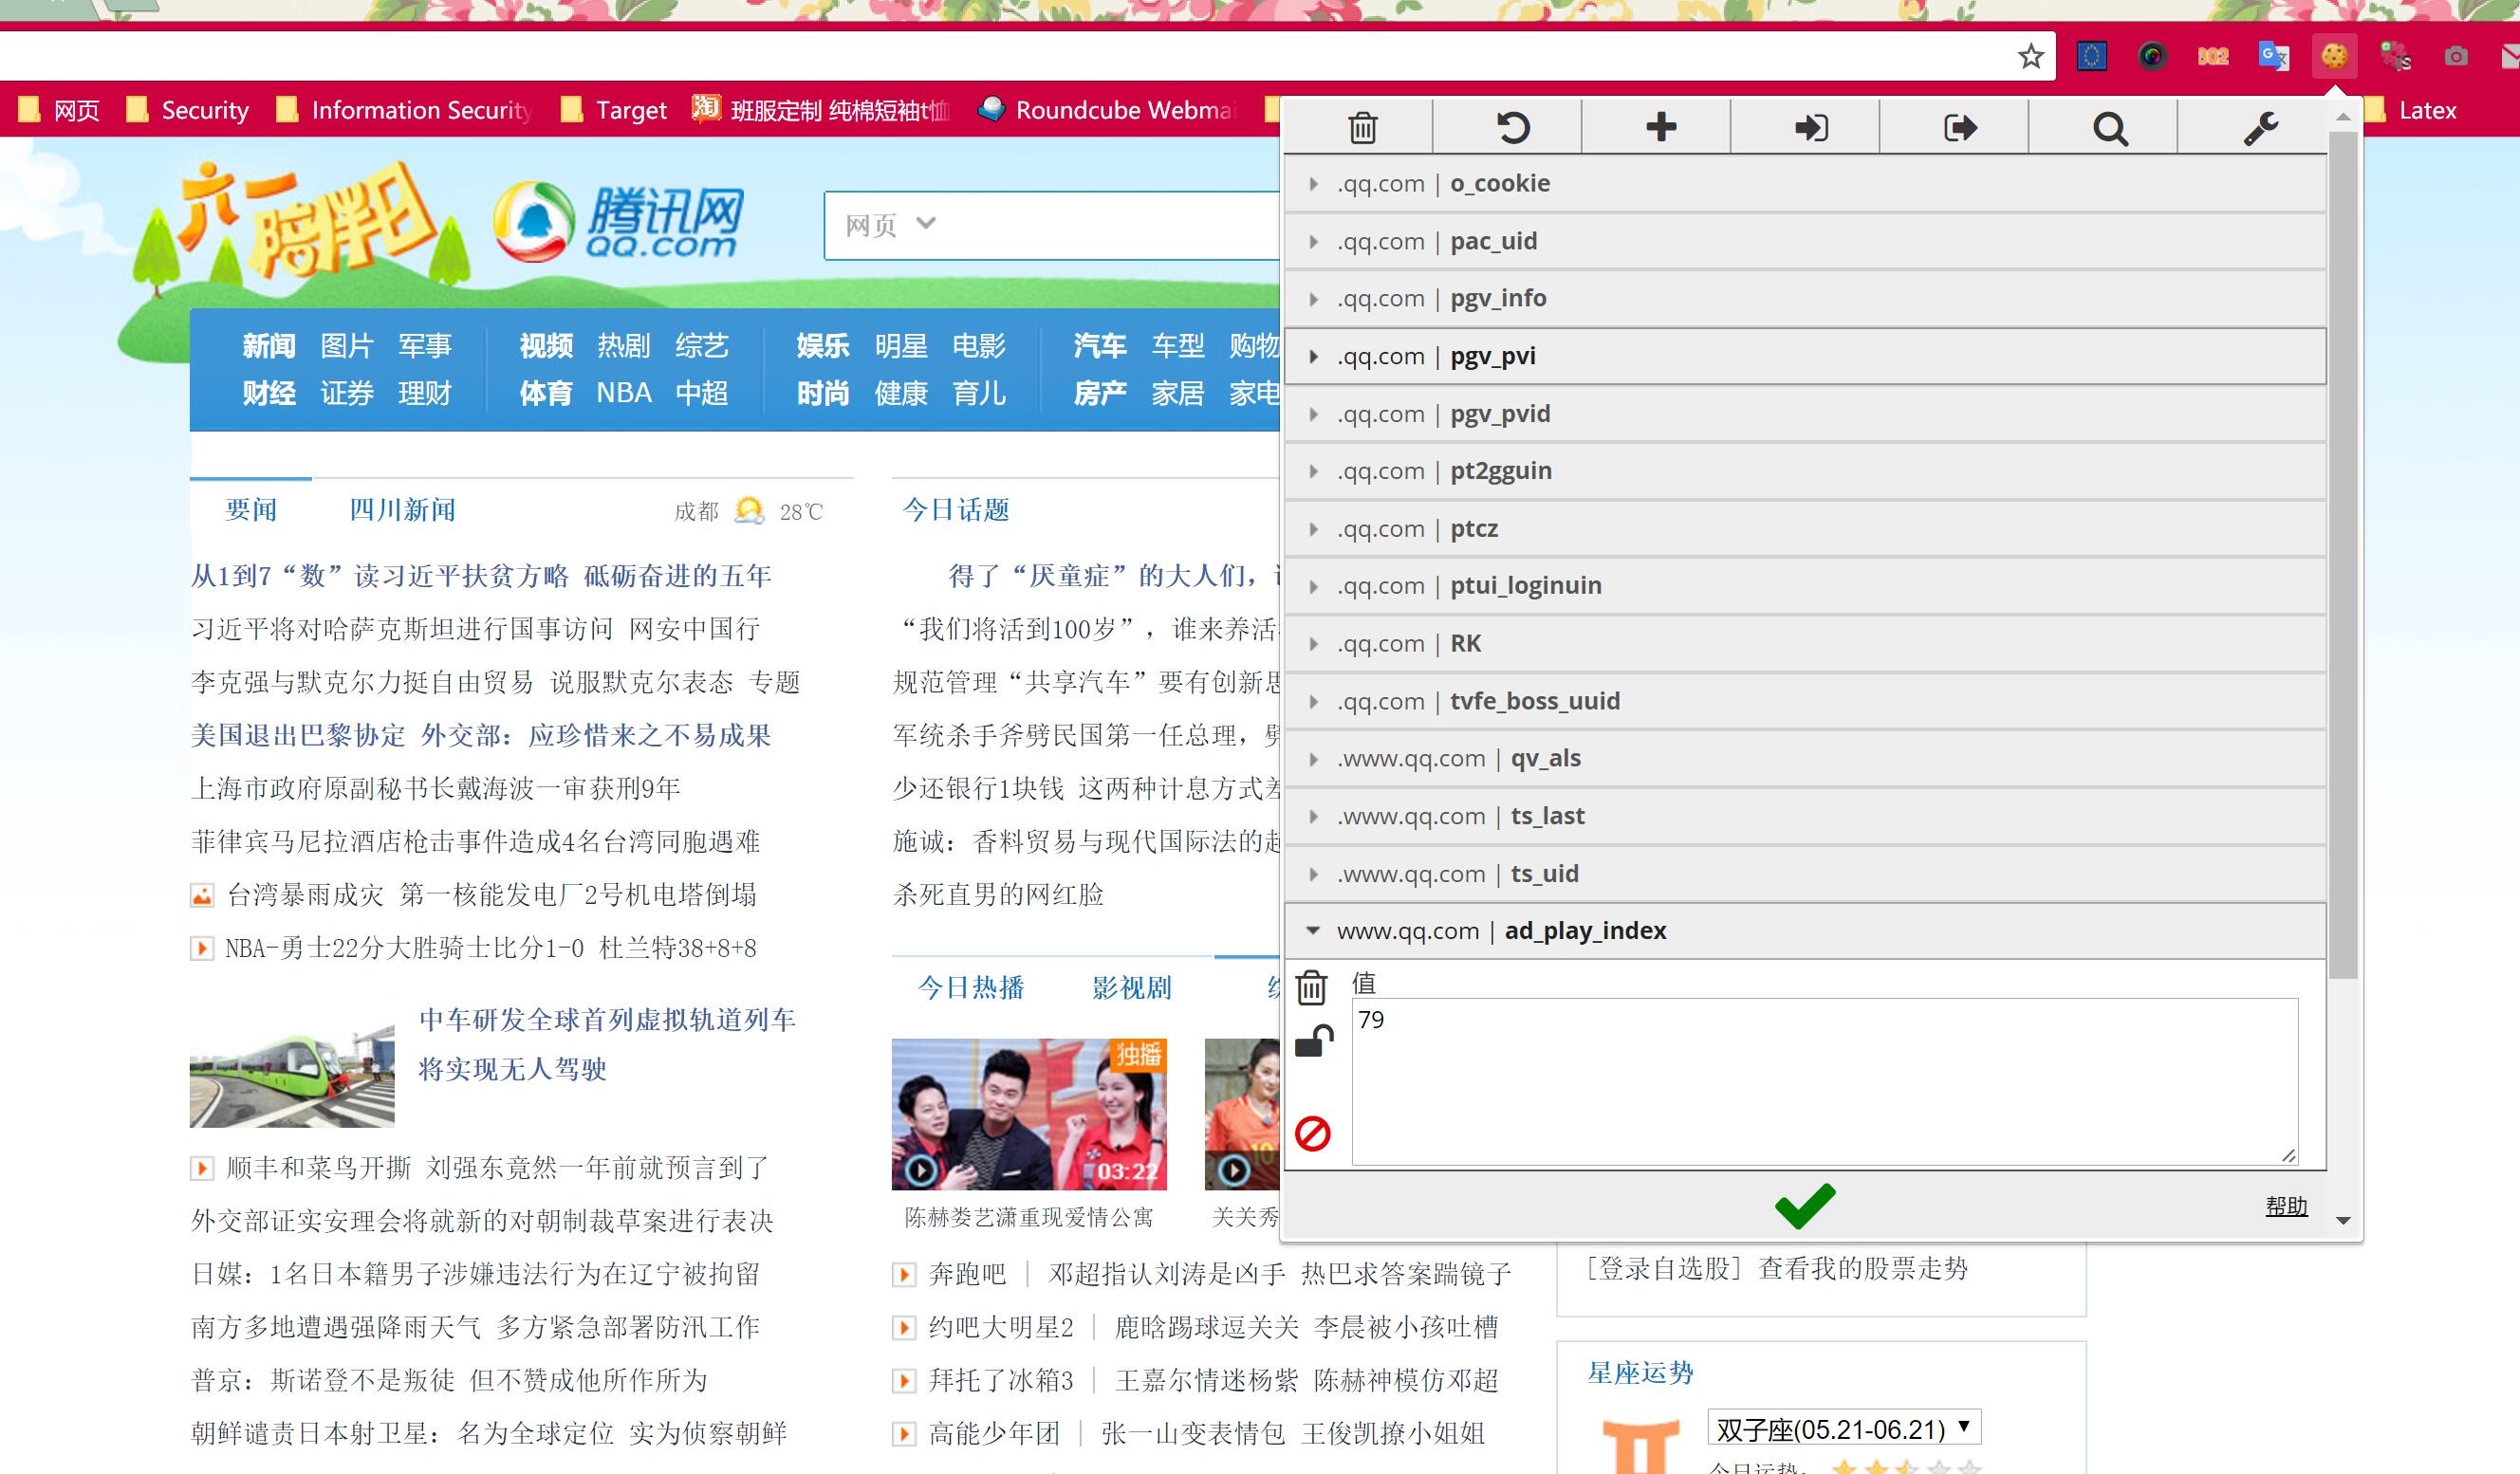 网页
Security
Information Security
Target
班服定制 纯棉短袖t恤
Roundcube Webmai
Latex
六一陪伴日
腾讯网
qq.com
网页
新闻 图片 军事
视频 热剧 综艺
娱乐 明星 电影
汽车 车型 购物
财经 证券 理财
体育 NBA 中超
时尚 健康 育儿
房产 家居 家电
要闻
四川新闻
成都 28℃
从1到7“数”读习近平扶贫方略 砥砺奋进的五年
习近平将对哈萨克斯坦进行国事访问 网安中国行
李克强与默克尔力挺自由贸易 说服默克尔表态 专题
美国退出巴黎协定 外交部：应珍惜来之不易成果
上海市政府原副秘书长戴海波一审获刑9年
菲律宾马尼拉酒店枪击事件造成4名台湾同胞遇难
台湾暴雨成灾 第一核能发电厂2号机电塔倒塌
NBA-勇士22分大胜骑士比分1-0 杜兰特38+8+8
中车研发全球首列虚拟轨道列车
将实现无人驾驶
顺丰和菜鸟开撕 刘强东竟然一年前就预言到了
外交部证实安理会将就新的对朝制裁草案进行表决
日媒：1名日本籍男子涉嫌违法行为在辽宁被拘留
南方多地遭遇强降雨天气 多方紧急部署防汛工作
普京：斯诺登不是叛徒 但不赞成他所作所为
朝鲜谴责日本射卫星：名为全球定位 实为侦察朝鲜
今日话题
得了“厌童症”的大人们，
“我们将活到100岁”，谁来养活
规范管理“共享汽车”要有创新思
军统杀手斧劈民国第一任总理，
少还银行1块钱 这两种计息方式差
施诚：香料贸易与现代国际法的起
杀死直男的网红脸
今日热播
影视剧
独播
03:22
陈赫娄艺潇重现爱情公寓
关关秀
奔跑吧 | 邓超指认刘涛是凶手 热巴求答案踹镜子
约吧大明星2 | 鹿晗踢球逗关关 李晨被小孩吐槽
拜托了冰箱3 | 王嘉尔情迷杨紫 陈赫神模仿邓超
高能少年团 | 张一山变表情包 王俊凯撩小姐姐
.qq.com | o_cookie
.qq.com | pac_uid
.qq.com | pgv_info
.qq.com | pgv_pvi
.qq.com | pgv_pvid
.qq.com | pt2gguin
.qq.com | ptcz
.qq.com | ptui_loginuin
.qq.com | RK
.qq.com | tvfe_boss_uuid
.www.qq.com | qv_als
.www.qq.com | ts_last
.www.qq.com | ts_uid
www.qq.com | ad_play_index
值
79
帮助
[登录自选股] 查看我的股票走势
星座运势
双子座(05.21-06.21)
今日运势：